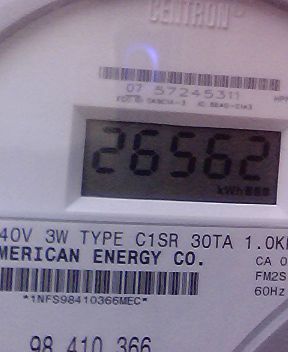 CENTRON
07 57245311
26562
kWh
40V 3W TYPE C1SR 30TA 1.0K
MERICAN ENERGY CO.
CA 0
FM2S
*1NFS98410366MEC*
60Hz
98 410 366